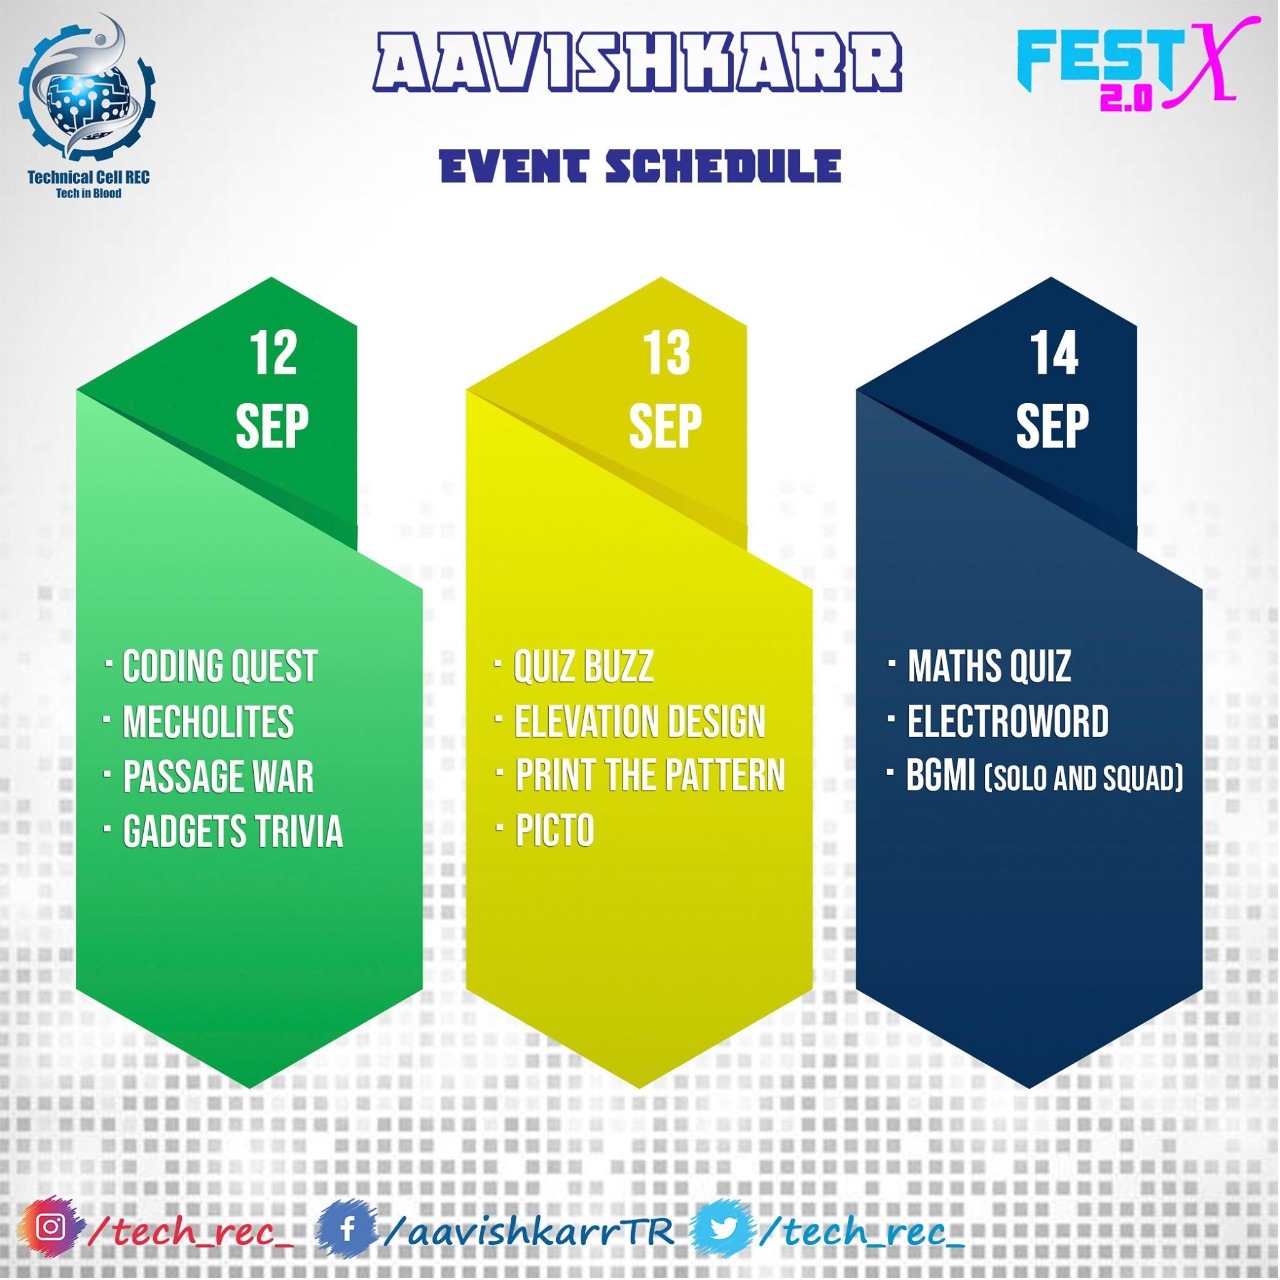 Technical Cell REC
Tech in Blood
AAVISHKARR
FEST X
2.0
EVENT SCHEDULE
12
SEP
· CODING QUEST
· MECHOLITES
· PASSAGE WAR
· GADGETS TRIVIA
13
SEP
· QUIZ BUZZ
· ELEVATION DESIGN
· PRINT THE PATTERN
· PICTO
14
SEP
· MATHS QUIZ
· ELECTROWORD
· BGMI (SOLO AND SQUAD)
/tech_rec_
/aavishkarrTR
/tech_rec_